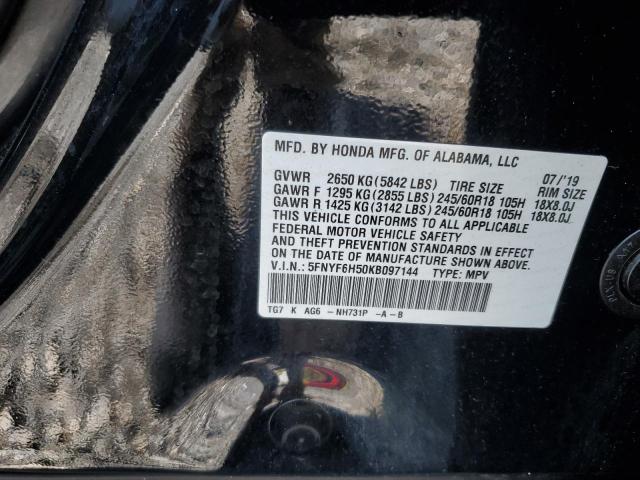 MFD. BY HONDA MFG. OF ALABAMA, LLC
07/'19
GVWR 2650 KG (5842 LBS) TIRE SIZE RIM SIZE
GAWR F 1295 KG (2855 LBS) 245/60R18 105H 18X8.0J
GAWR R 1425 KG (3142 LBS) 245/60R18 105H 18X8.0J
THIS VEHICLE CONFORMS TO ALL APPLICABLE
FEDERAL MOTOR VEHICLE SAFETY
AND THEFT PREVENTION STANDARDS IN EFFECT
ON THE DATE OF MANUFACTURE SHOWN ABOVE.
V.I.N.: 5FNYF6H50KB097144 TYPE: MPV
TG7 K AG6 -NH731P -A-B